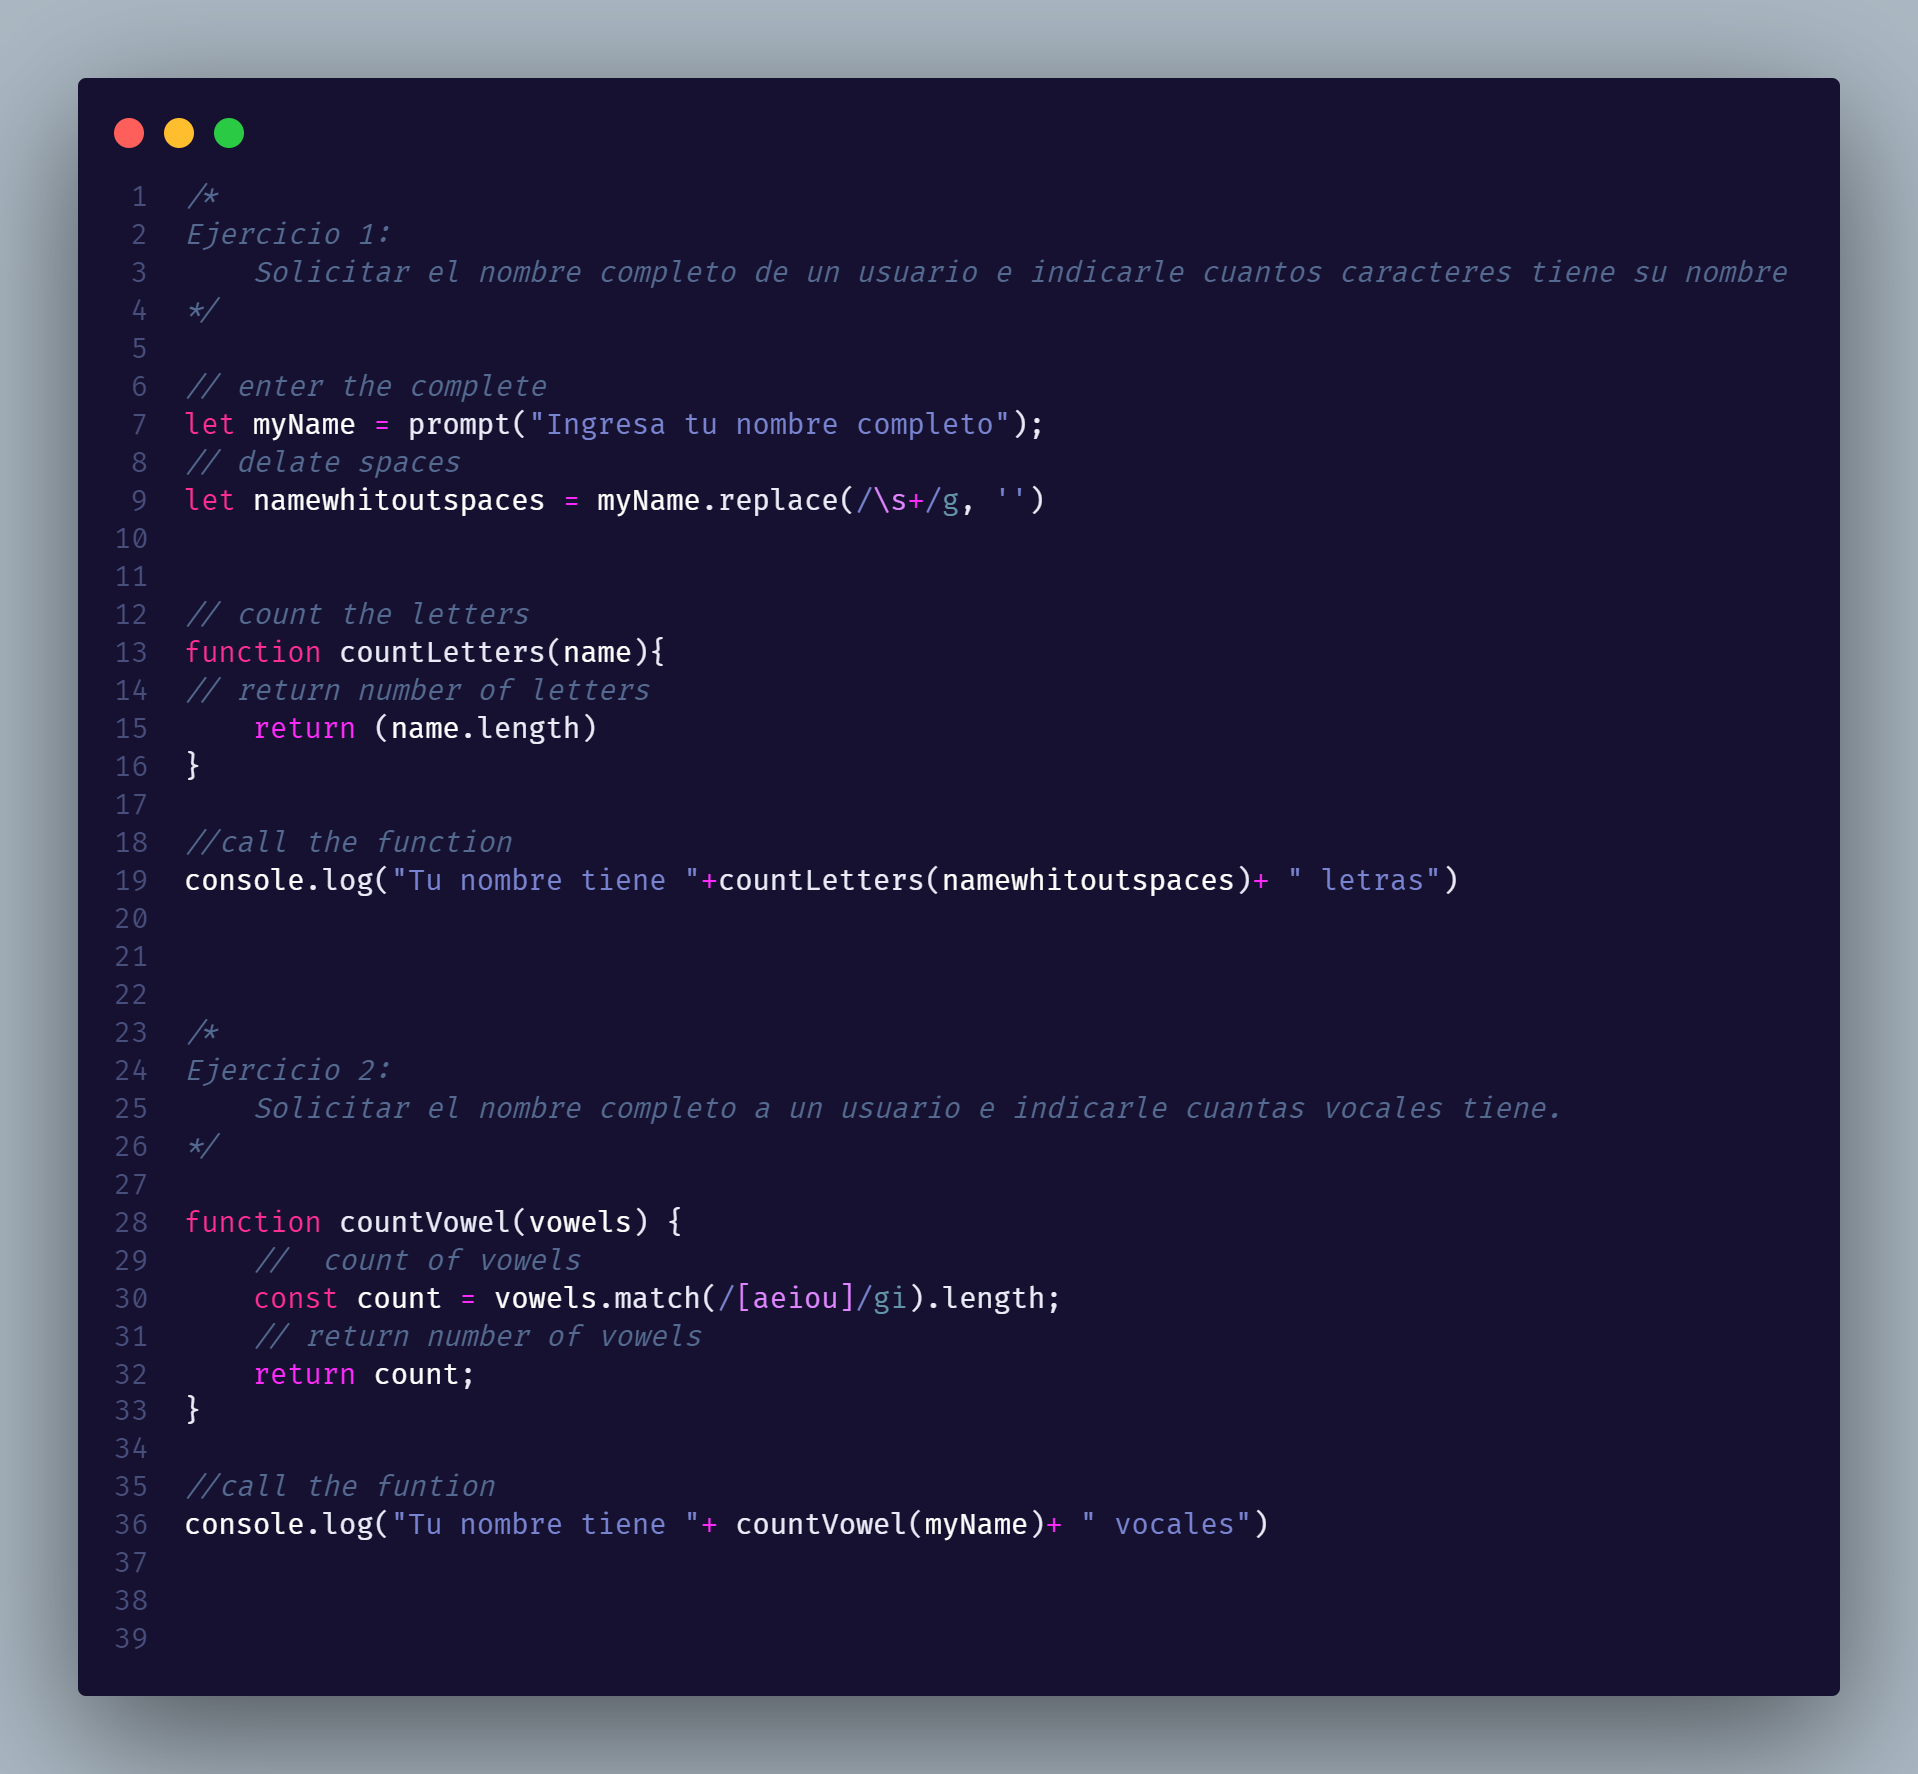 1 /*
2 Ejercicio 1:
3     Solicitar el nombre completo de un usuario e indicarle cuantos caracteres tiene su nombre
4 */
5
6 // enter the complete
7 let myName = prompt("Ingresa tu nombre completo");
8 // delate spaces
9 let namewhitoutspaces = myName.replace(/\s+/g, '')
10
11
12 // count the letters
13 function countLetters(name){
14 // return number of letters
15     return (name.length)
16 }
17
18 //call the function
19 console.log("Tu nombre tiene "+countLetters(namewhitoutspaces)+ " letras")
20
21
22
23 /*
24 Ejercicio 2:
25     Solicitar el nombre completo a un usuario e indicarle cuantas vocales tiene.
26 */
27
28 function countVowel(vowels) {
29     //  count of vowels
30     const count = vowels.match(/[aeiou]/gi).length;
31     // return number of vowels
32     return count;
33 }
34
35 //call the funtion
36 console.log("Tu nombre tiene "+ countVowel(myName)+ " vocales")
37
38
39